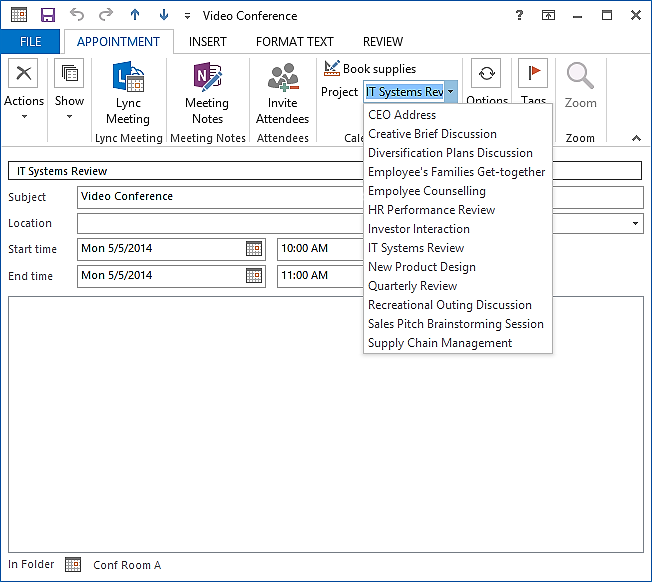 Video Conference
?
FILE
APPOINTMENT
INSERT
FORMAT TEXT
REVIEW
Actions
Show
Lync Meeting
Lync Meeting
Meeting Notes
Meeting Notes
Invite Attendees
Attendees
Book supplies
Project IT Systems Rev
Options
Tags
Zoom
Zoom
CEO Address
Creative Brief Discussion
Diversification Plans Discussion
Employee's Families Get-together
Empolyee Counselling
HR Performance Review
Investor Interaction
IT Systems Review
New Product Design
Quarterly Review
Recreational Outing Discussion
Sales Pitch Brainstorming Session
Supply Chain Management
IT Systems Review
Subject Video Conference
Location
Start time Mon 5/5/2014 10:00 AM
End time Mon 5/5/2014 11:00 AM
In Folder Conf Room A